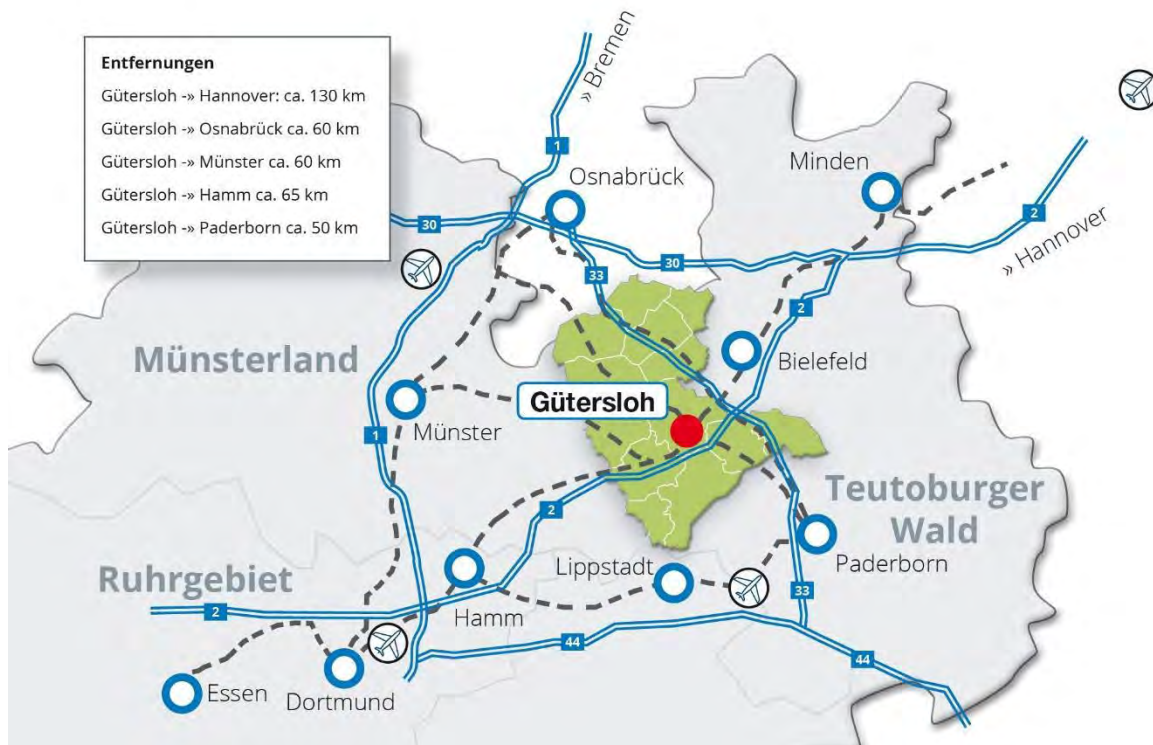 Entfernungen
Gütersloh -» Hannover: ca. 130 km
Gütersloh -» Osnabrück ca. 60 km
Gütersloh -» Münster ca. 60 km
Gütersloh -» Hamm ca. 65 km
Gütersloh -» Paderborn ca. 50 km
» Bremen
1
Osnabrück
Minden
30
2
» Hannover
33
30
2
Münsterland
Bielefeld
Gütersloh
Münster
1
Teutoburger
Wald
2
Paderborn
Ruhrgebiet
Lippstadt
33
2
Hamm
44
44
Essen
Dortmund